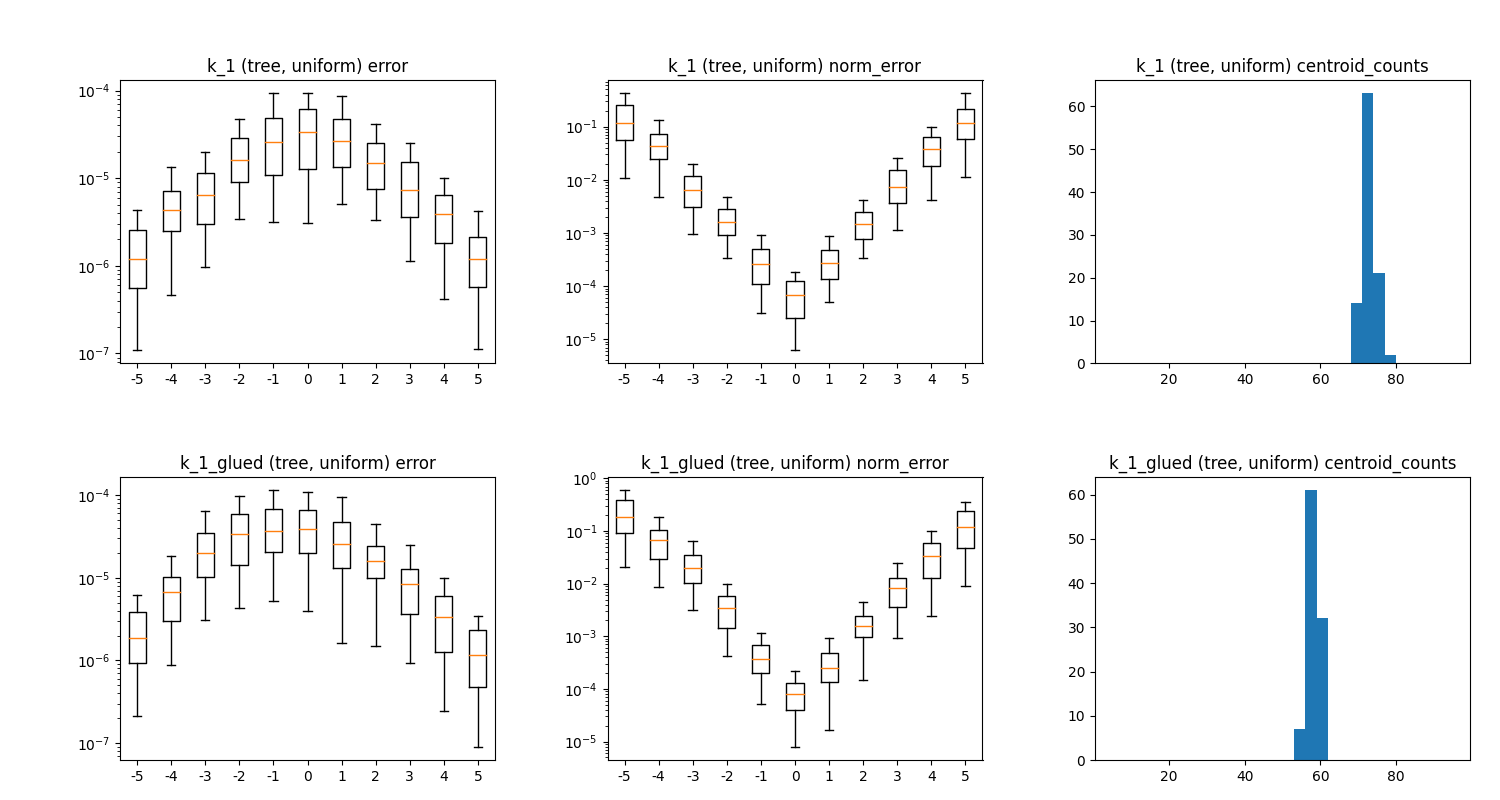 k_1 (tree, uniform) error
10⁻⁴
10⁻⁵
10⁻⁶
10⁻⁷
-5 -4 -3 -2 -1 0 1 2 3 4 5
k_1 (tree, uniform) norm_error
10⁻¹
10⁻²
10⁻³
10⁻⁴
10⁻⁵
-5 -4 -3 -2 -1 0 1 2 3 4 5
k_1 (tree, uniform) centroid_counts
60
50
40
30
20
10
0
20 40 60 80
k_1_glued (tree, uniform) error
10⁻⁴
10⁻⁵
10⁻⁶
10⁻⁷
-5 -4 -3 -2 -1 0 1 2 3 4 5
k_1_glued (tree, uniform) norm_error
10⁰
10⁻¹
10⁻²
10⁻³
10⁻⁴
10⁻⁵
-5 -4 -3 -2 -1 0 1 2 3 4 5
k_1_glued (tree, uniform) centroid_counts
60
50
40
30
20
10
0
20 40 60 80